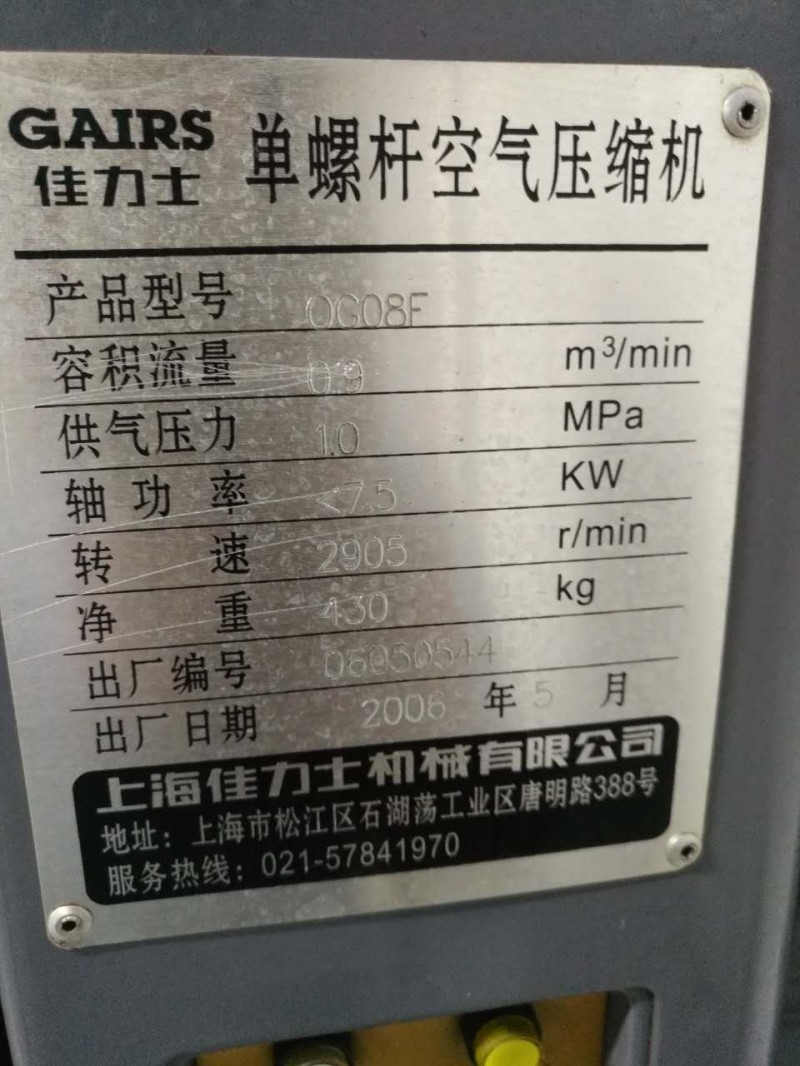 GAIRS
佳力士
单螺杆空气压缩机
产品型号 OG08F
容积流量 0.9 m³/min
供气压力 1.0 MPa
轴功率 <7.5 KW
转速 2905 r/min
净重 430 kg
出厂编号 06050544
出厂日期 2006 年 5 月
上海佳力士机械有限公司
地址：上海市松江区石湖荡工业区唐明路388号
服务热线：021-57841970